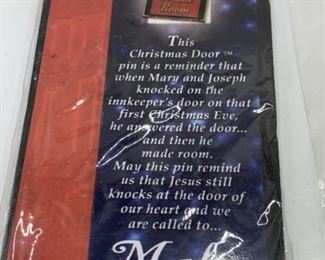 Room
This
Christmas Door ™
pin is a reminder that
when Mary and Joseph
knocked on the
innkeeper's door on that
first Christmas Eve,
he answered the door...
and then he
made room.
May this pin remind
us that Jesus still
knocks at the door of
our heart and we
are called to...